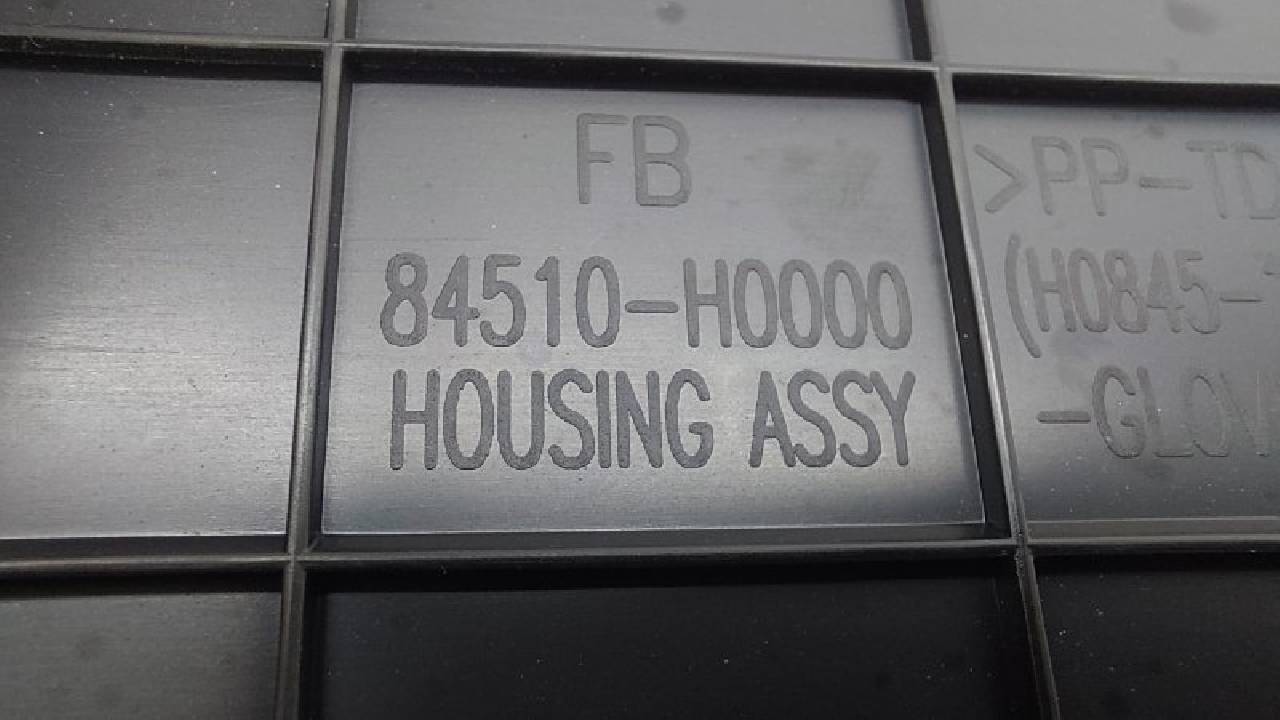 FB
84510-H0000
HOUSING ASSY
>PP-TD
(H0845-
-GLOV